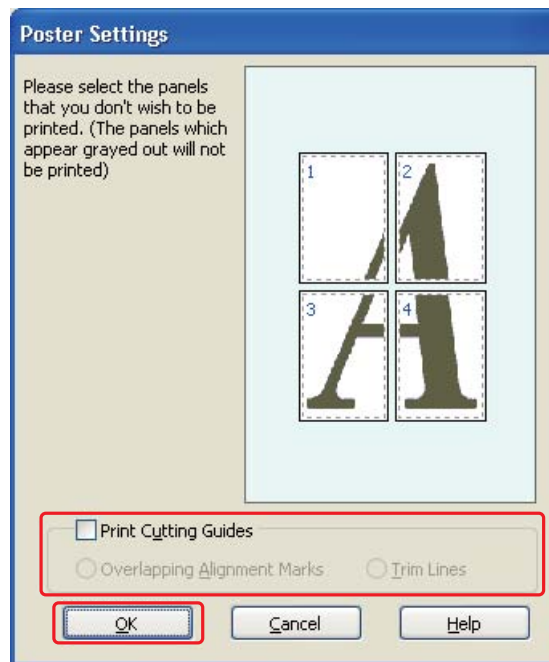 Poster Settings
Please select the panels
that you don't wish to be
printed. (The panels which
appear grayed out will not
be printed)
1
2
3
4
Print Cutting Guides
Overlapping Alignment Marks
Trim Lines
OK
Cancel
Help